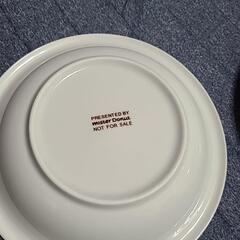 PRESENTED BY
mister Donut
NOT FOR SALE